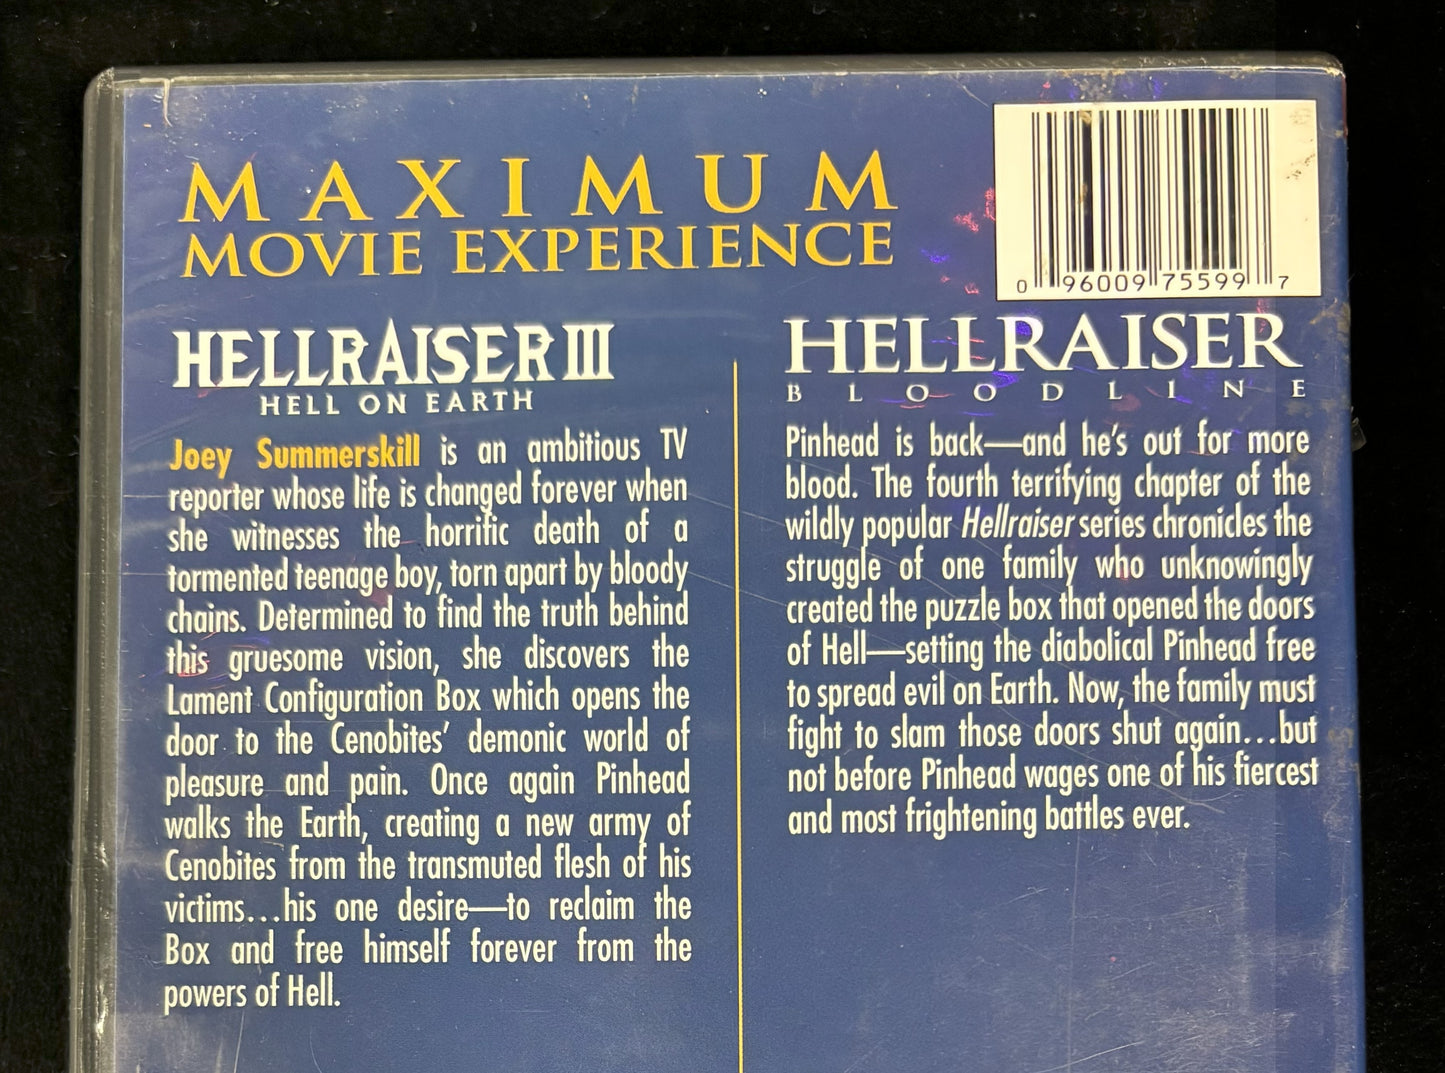 MAXIMUM
MOVIE EXPERIENCE
0 96009 75599 7
HELLRAISER III
HELL ON EARTH
Joey Summerskill is an ambitious TV
reporter whose life is changed forever when
she witnesses the horrific death of a
tormented teenage boy, torn apart by bloody
chains. Determined to find the truth behind
this gruesome vision, she discovers the
Lament Configuration Box which opens the
door to the Cenobites' demonic world of
pleasure and pain. Once again Pinhead
walks the Earth, creating a new army of
Cenobites from the transmuted flesh of his
victims...his one desire—to reclaim the
Box and free himself forever from the
powers of Hell.
HELLRAISER
BLOODLINE
Pinhead is back—and he's out for more
blood. The fourth terrifying chapter of the
wildly popular Hellraiser series chronicles the
struggle of one family who unknowingly
created the puzzle box that opened the doors
of Hell—setting the diabolical Pinhead free
to spread evil on Earth. Now, the family must
fight to slam those doors shut again...but
not before Pinhead wages one of his fiercest
and most frightening battles ever.